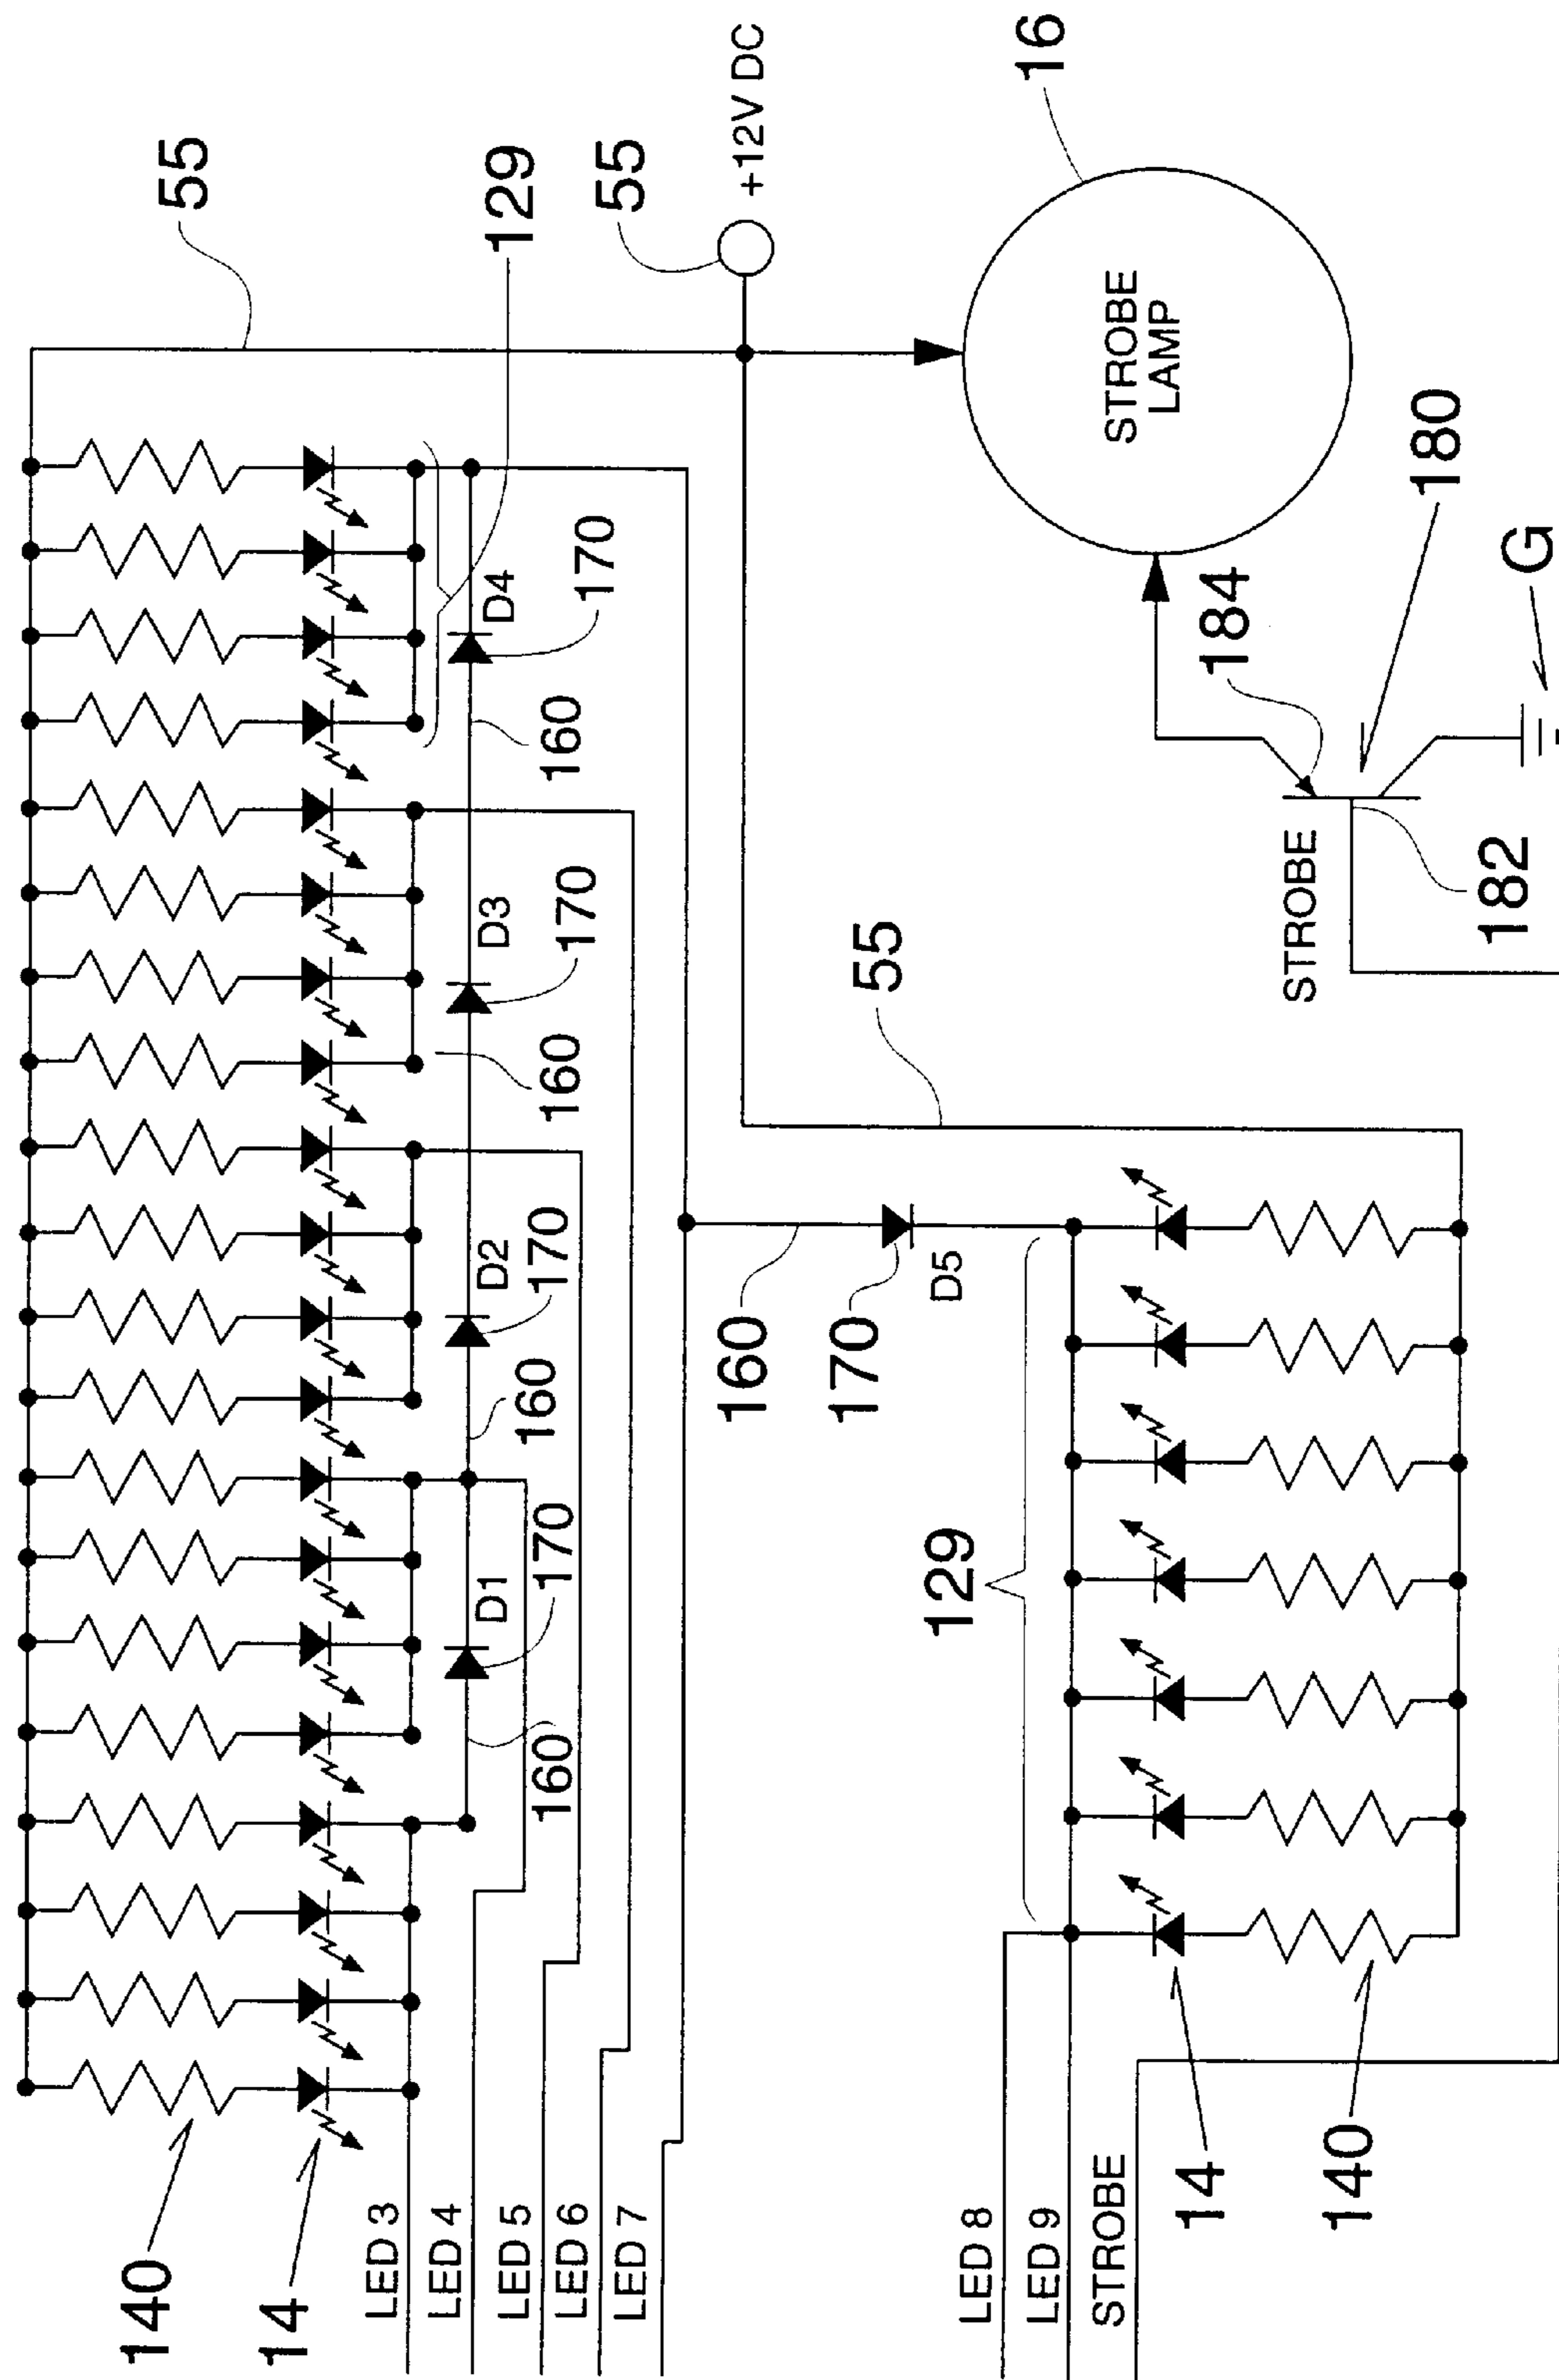 55
129
55
+12V DC
16
STROBE
LAMP
D4
170
160
D3
170
160
D2
170
160
D1
170
160
180
G
184
STROBE
182
55
160
170
D5
129
140
14
LED 3
LED 4
LED 5
LED 6
LED 7
LED 8
LED 9
STROBE
14
140